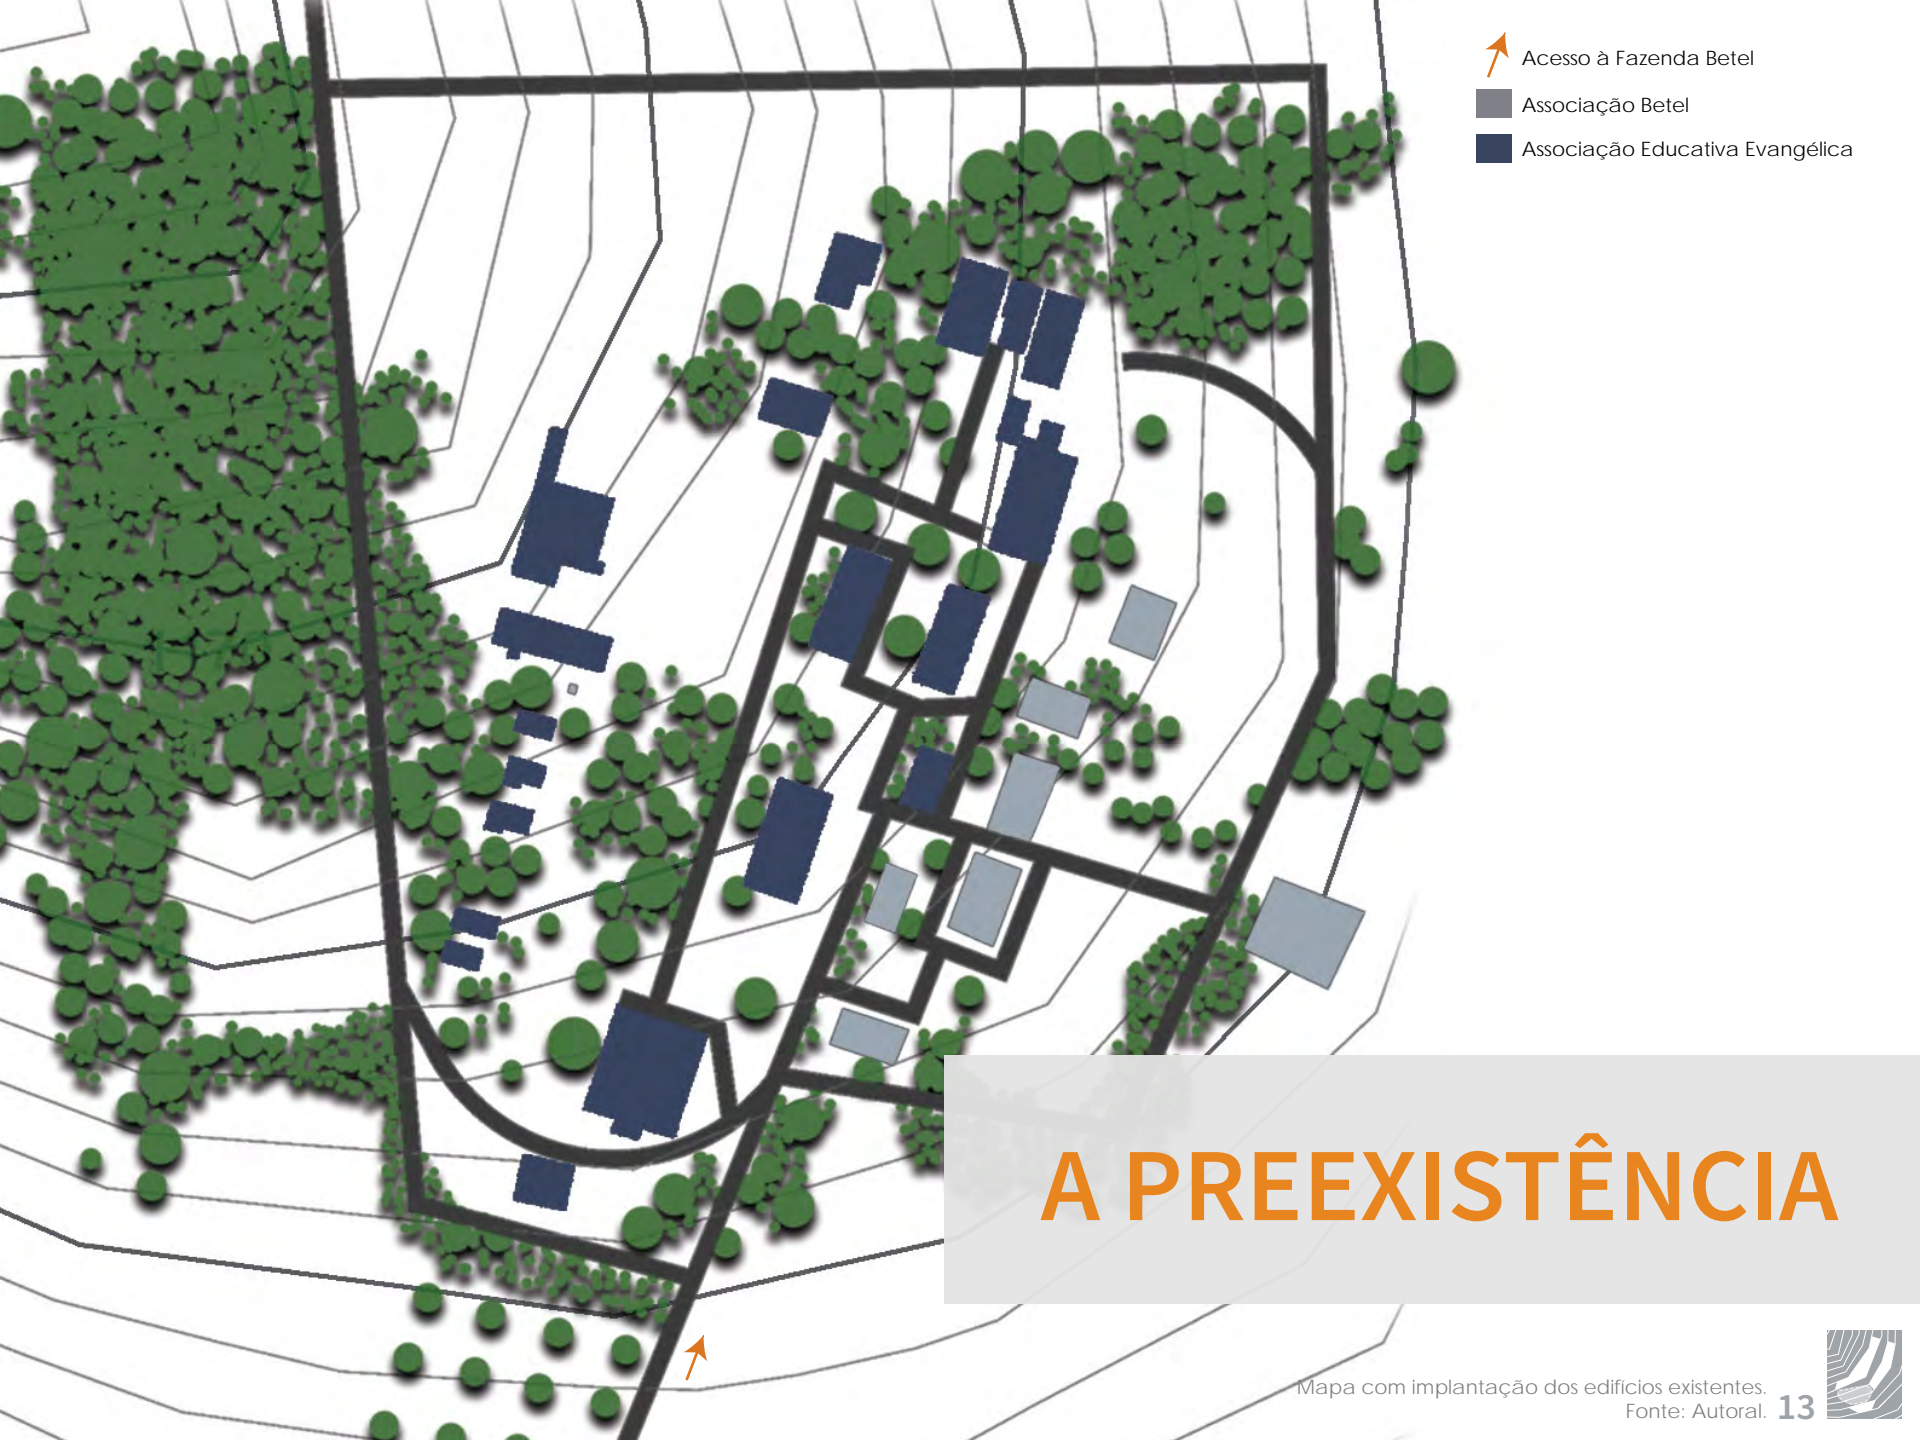 Acesso à Fazenda Betel
Associação Betel
Associação Educativa Evangélica
A PREEXISTÊNCIA
Mapa com implantação dos edifícios existentes.
Fonte: Autoral.
13